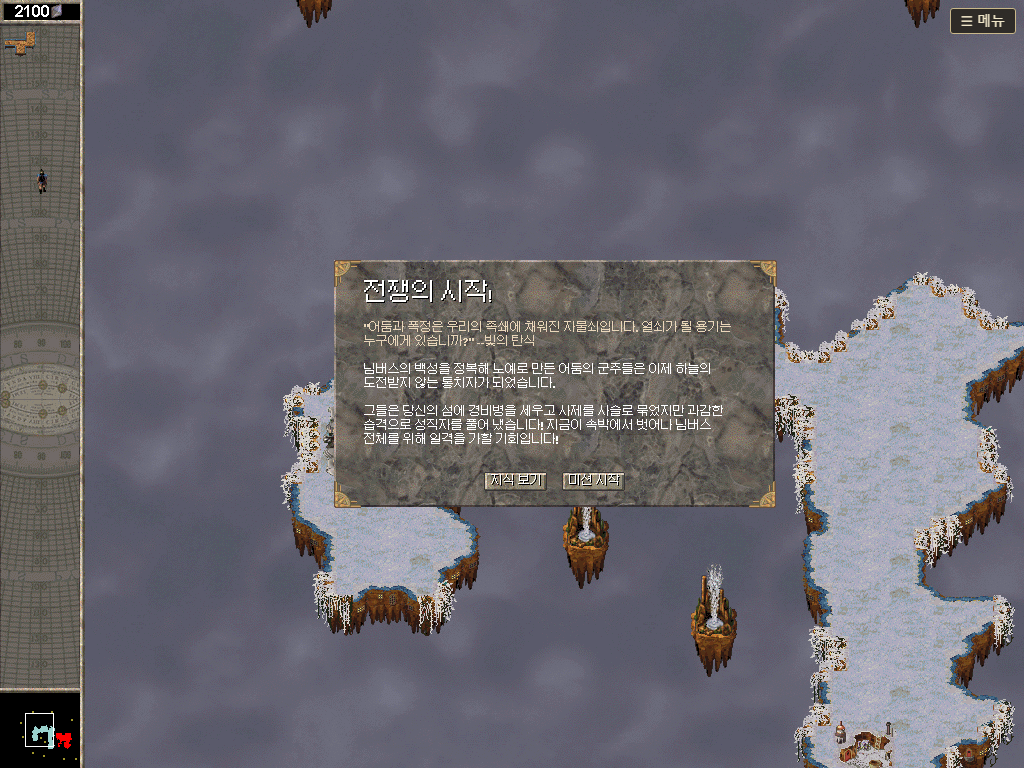 2100
☰ 메뉴
전쟁의 시작!
"어둠과 폭정은 우리의 족쇄에 채워진 자물쇠입니다. 열쇠가 될 용기는
누구에게 있습니까?" --빛의 탄식
님버스의 백성을 정복해 노예로 만든 어둠의 군주들은 이제 하늘의
도전받지 않는 통치자가 되었습니다.
그들은 당신의 섬에 경비병을 세우고 사제를 사슬로 묶었지만 과감한
습격으로 성직자를 풀어 냈습니다! 지금이 속박에서 벗어나 님버스
전체를 위해 일격을 가할 기회입니다!
지식 보기
미션 시작